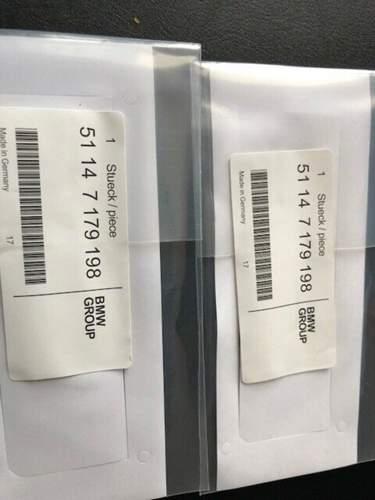 1 Stueck / piece
51 14 7 179 198
BMW
GROUP
Made in Germany
17
1 Stueck / piece
51 14 7 179 198
BMW
GROUP
Made in Germany
17